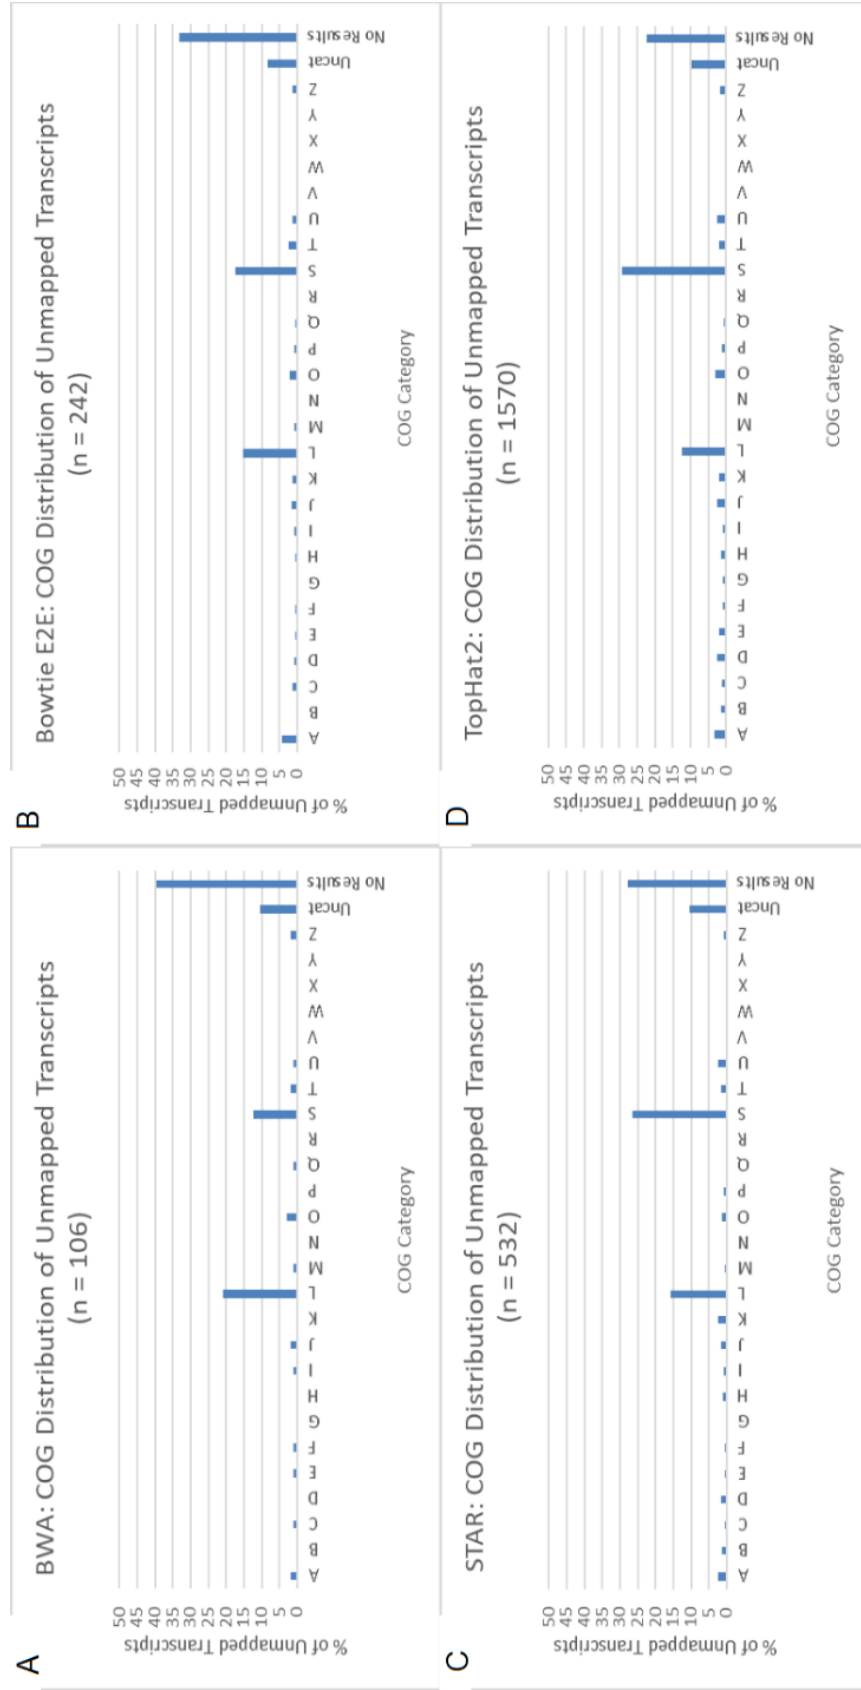 A
BWA: COG Distribution of Unmapped Transcripts
(n = 106)
% of Unmapped Transcripts
50
45
40
35
30
25
20
15
10
5
0
A B C D E F G H I J K L M N O P Q R S T U V W X Y Z Uncat No Results
COG Category
B
Bowtie E2E: COG Distribution of Unmapped Transcripts
(n = 242)
% of Unmapped Transcripts
50
45
40
35
30
25
20
15
10
5
0
A B C D E F G H I J K L M N O P Q R S T U V W X Y Z Uncat No Results
COG Category
C
STAR: COG Distribution of Unmapped Transcripts
(n = 532)
% of Unmapped Transcripts
50
45
40
35
30
25
20
15
10
5
0
A B C D E F G H I J K L M N O P Q R S T U V W X Y Z Uncat No Results
COG Category
D
TopHat2: COG Distribution of Unmapped Transcripts
(n = 1570)
% of Unmapped Transcripts
50
45
40
35
30
25
20
15
10
5
0
A B C D E F G H I J K L M N O P Q R S T U V W X Y Z Uncat No Results
COG Category